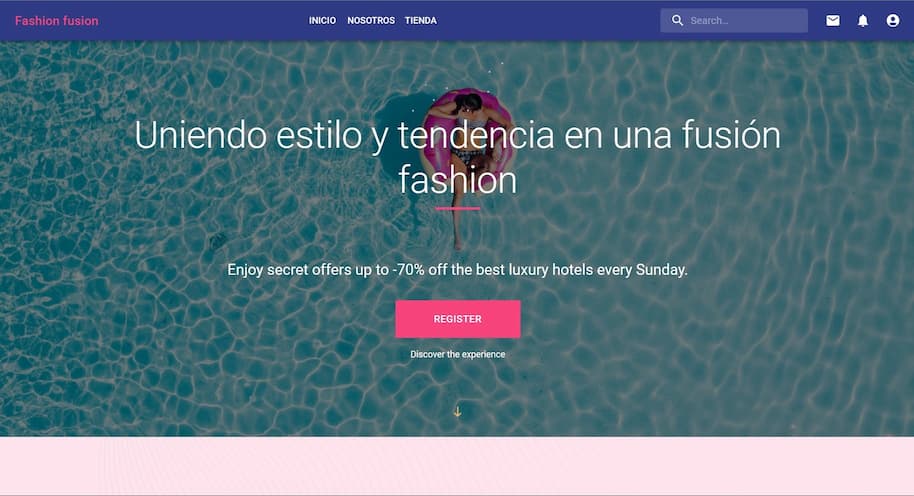 Fashion fusion
INICIO NOSOTROS TIENDA
Search…
Uniendo estilo y tendencia en una fusión
fashion
Enjoy secret offers up to -70% off the best luxury hotels every Sunday.
REGISTER
Discover the experience